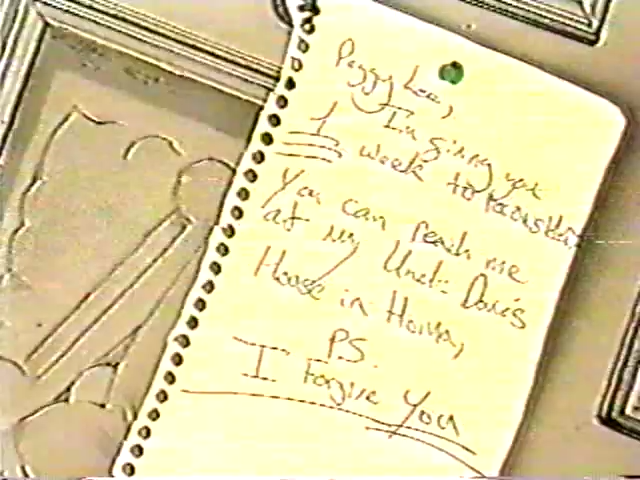 Peggy Lee,
I'm giving you
1 week to reconsider.
You can reach me
at my Uncle Dave's
House in
P.S.
I Forgive You